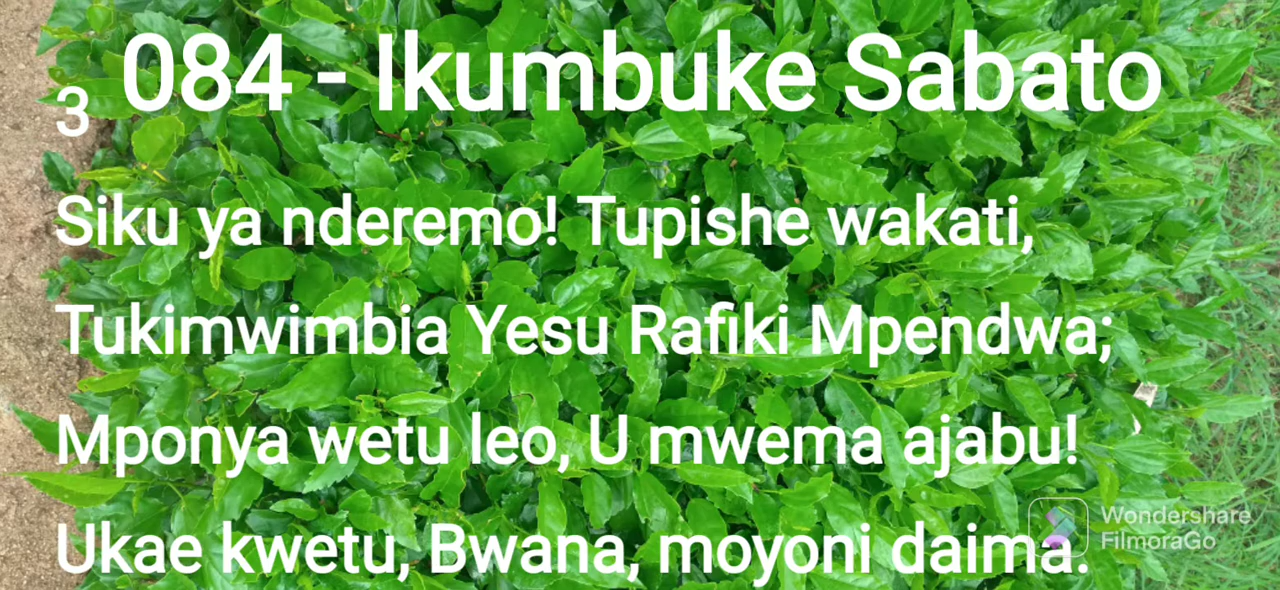 084 - Ikumbuke Sabato
3
Siku ya nderemo! Tupishe wakati,
Tukimwimbia Yesu Rafiki Mpendwa;
Mponya wetu leo, U mwema ajabu!
Ukae kwetu, Bwana, moyoni daima.
Wondershare
FilmoraGo